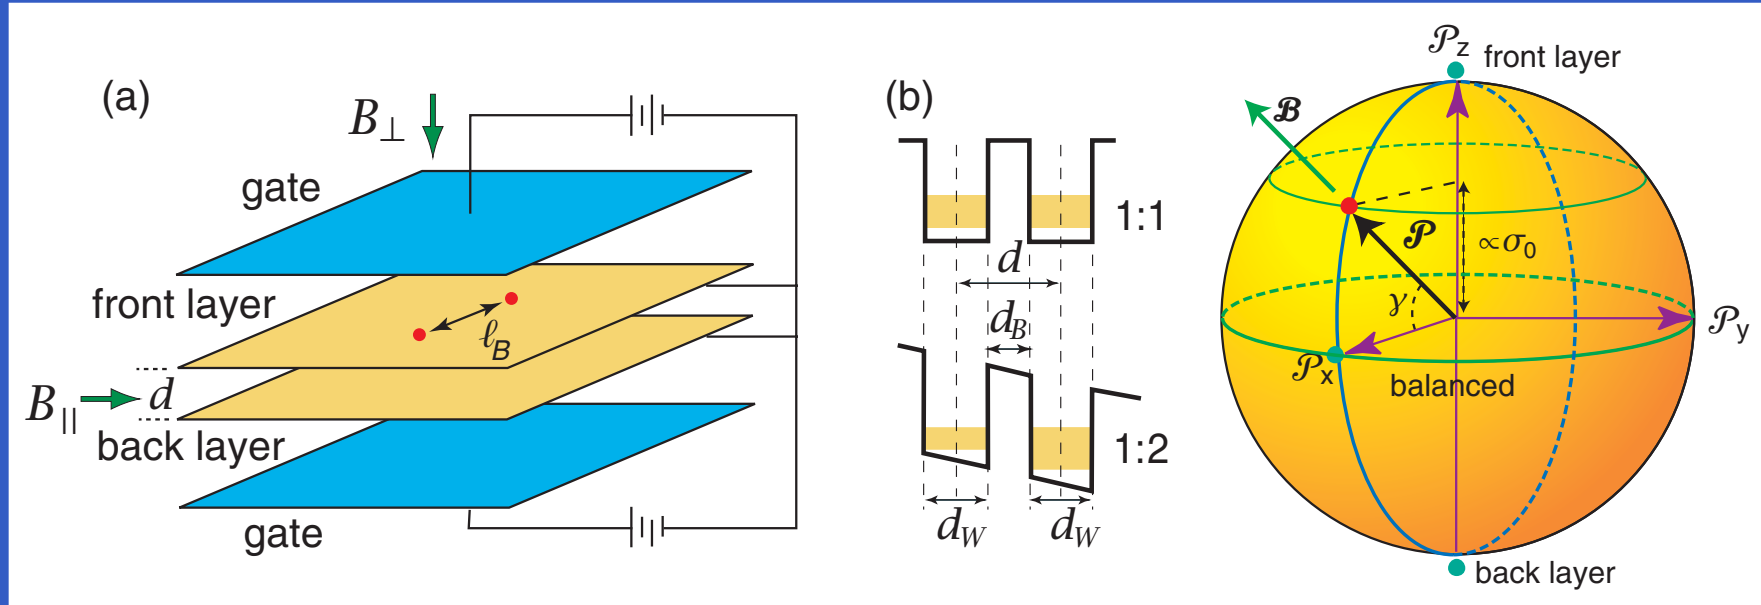 (a)
B⊥
gate
front layer
ℓB
B||
d
back layer
gate
(b)
1:1
d
dB
1:2
dW
dW
𝒫z
front layer
ℬ
𝒫
∝σ0
γ
𝒫y
𝒫x
balanced
back layer